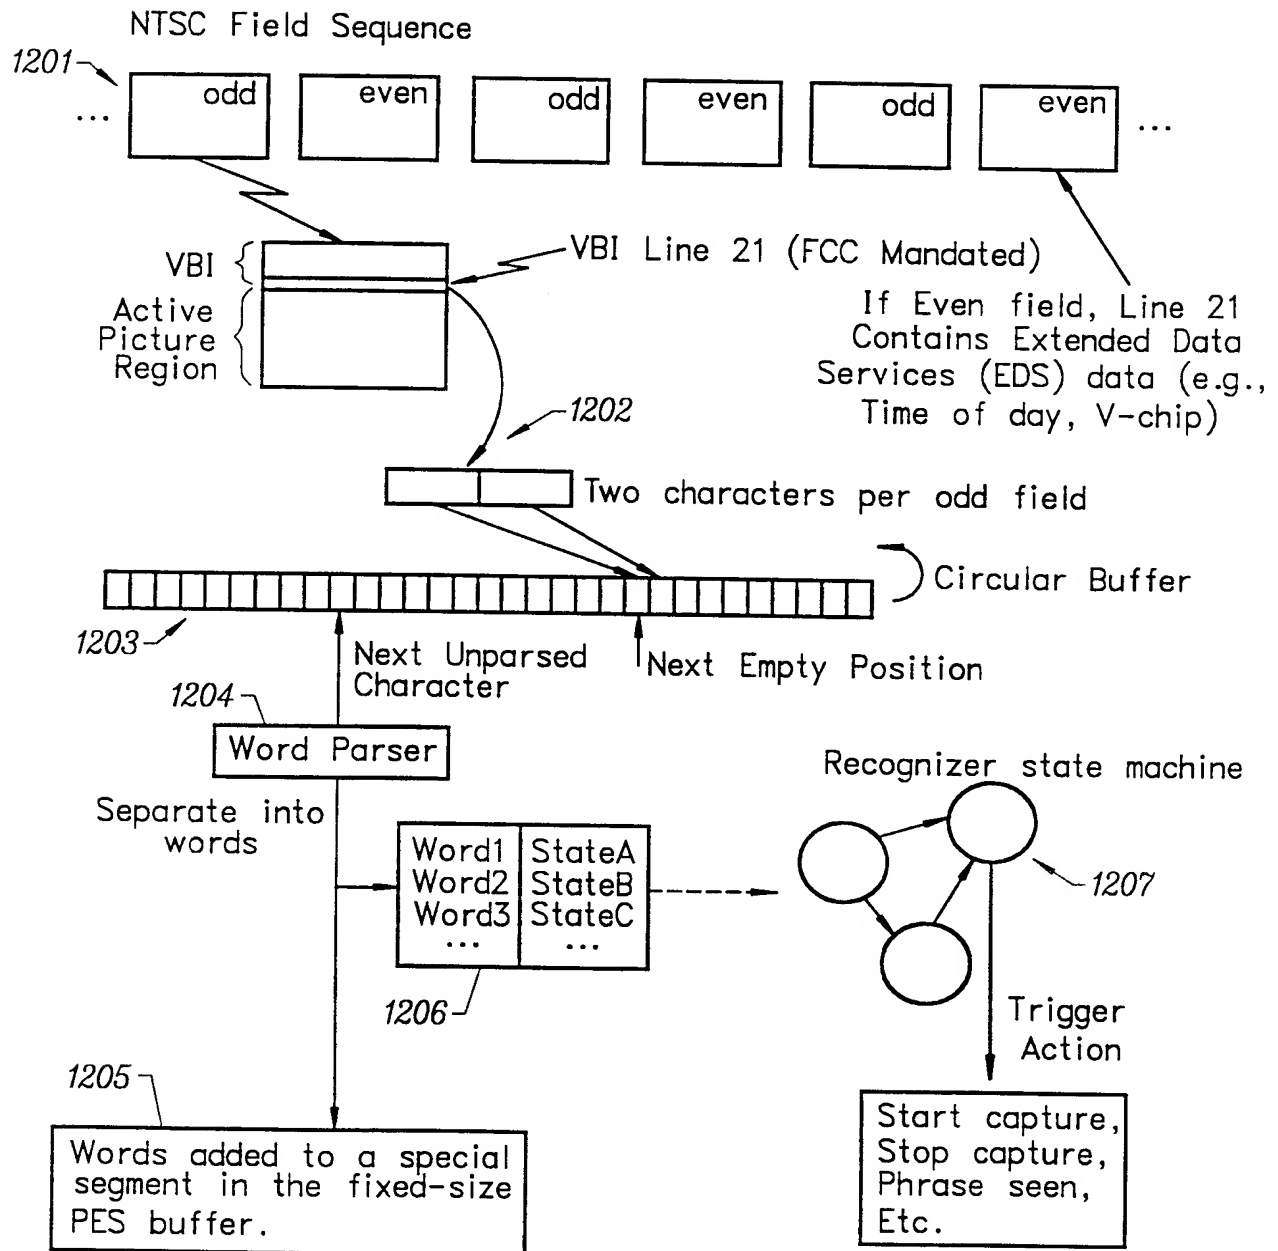 NTSC Field Sequence
1201
... odd even odd even odd even ...
VBI
VBI Line 21 (FCC Mandated)
Active
Picture
Region
If Even field, Line 21
Contains Extended Data
Services (EDS) data (e.g.,
Time of day, V-chip)
1202
Two characters per odd field
Circular Buffer
1203
Next Unparsed
Character
Next Empty Position
1204
Word Parser
Separate into
words
Word1 StateA
Word2 StateB
Word3 StateC
... ...
1206
Recognizer state machine
1207
Trigger
Action
1205
Words added to a special
segment in the fixed-size
PES buffer.
Start capture,
Stop capture,
Phrase seen,
Etc.